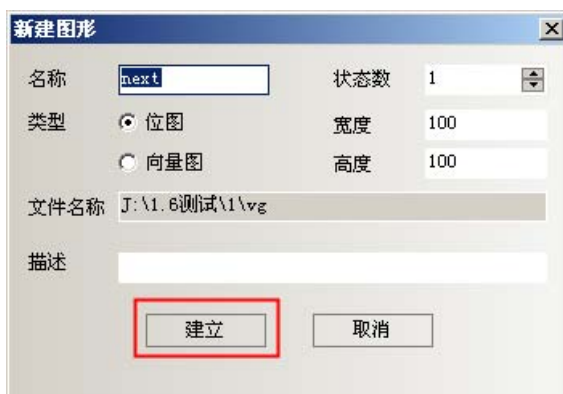 新建图形
名称 next 状态数 1
类型 位图 宽度 100
向量图 高度 100
文件名称 J:\1.6测试\1\vg
描述
建立 取消